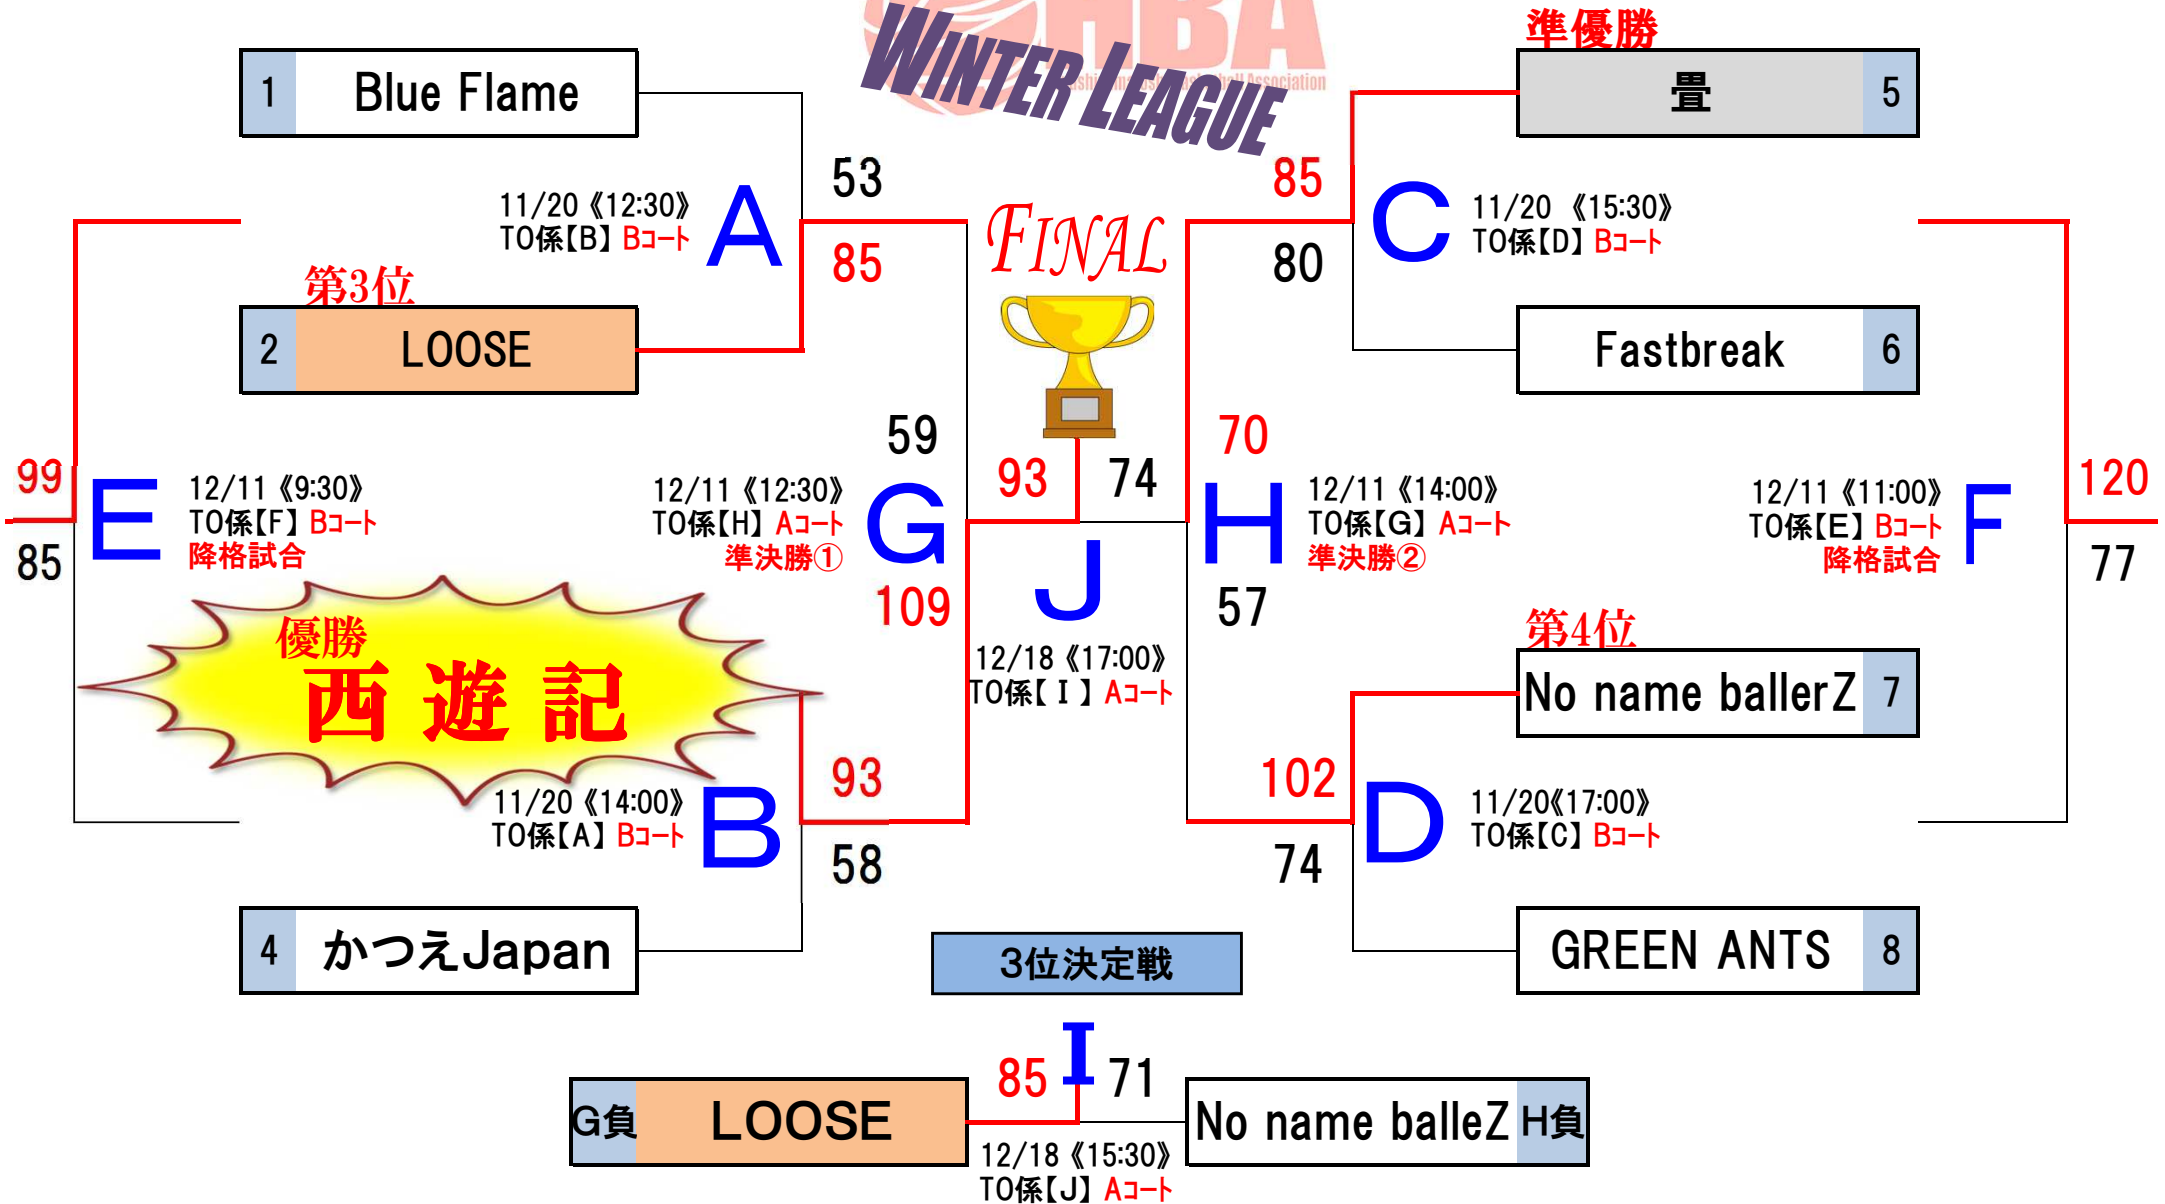 HBA
WINTER LEAGUE
準優勝
1 Blue Flame
畳 5
53
85
11/20《12:30》
TO係【B】 Bコート
A
85
80
C
11/20 《15:30》
TO係【D】 Bコート
FINAL
第3位
2 LOOSE
Fastbreak 6
99
85
E
12/11《9:30》
TO係【F】 Bコート
降格試合
59
109
12/11《12:30》
TO係【H】 Aコート
準決勝①
G
93
74
J
12/18《17:00》
TO係【I】 Aコート
70
57
H
12/11《14:00》
TO係【G】 Aコート
準決勝②
12/11《11:00》
TO係【E】 Bコート
降格試合
F
120
77
優勝
西遊記
第4位
No name ballerZ 7
11/20《14:00》
TO係【A】 Bコート
B
93
58
102
74
D
11/20《17:00》
TO係【C】 Bコート
4 かつえJapan
GREEN ANTS 8
3位決定戦
I
85
71
G負 LOOSE
No name balleZ H負
12/18《15:30》
TO係【J】 Aコート